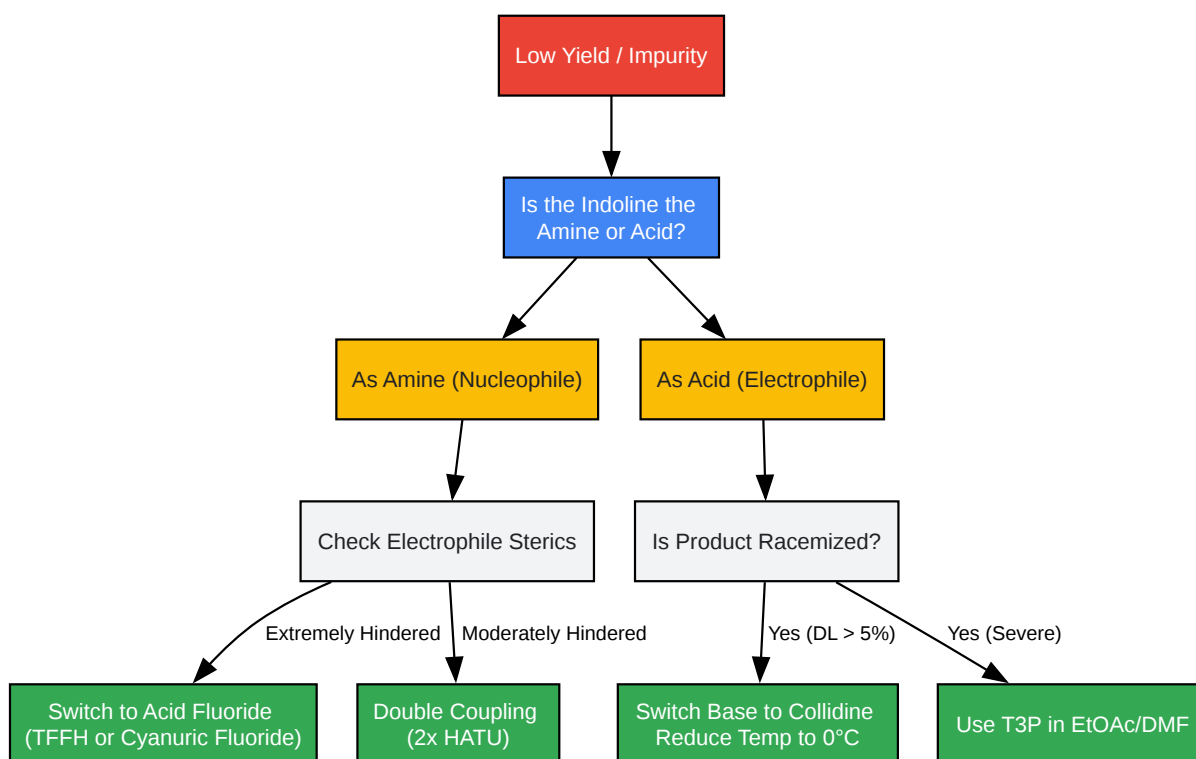 Low Yield / Impurity
Is the Indoline the
Amine or Acid?
As Amine (Nucleophile)
As Acid (Electrophile)
Check Electrophile Sterics
Is Product Racemized?
Extremely Hindered
Moderately Hindered
Yes (DL > 5%)
Yes (Severe)
Switch to Acid Fluoride
(TFFH or Cyanuric Fluoride)
Double Coupling
(2x HATU)
Switch Base to Collidine
Reduce Temp to 0°C
Use T3P in EtOAc/DMF